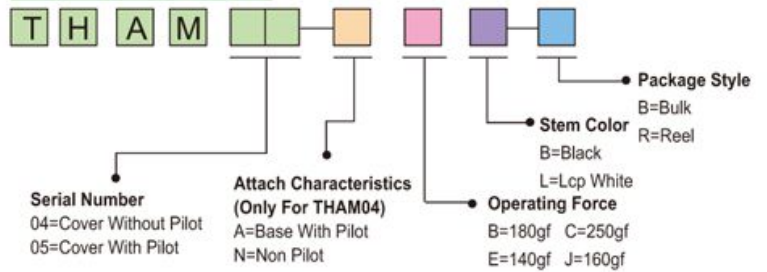 T H A M
Package Style
B=Bulk
R=Reel
Stem Color
B=Black
L=Lcp White
Serial Number
04=Cover Without Pilot
05=Cover With Pilot
Attach Characteristics
(Only For THAM04)
A=Base With Pilot
N=Non Pilot
Operating Force
B=180gf C=250gf
E=140gf J=160gf